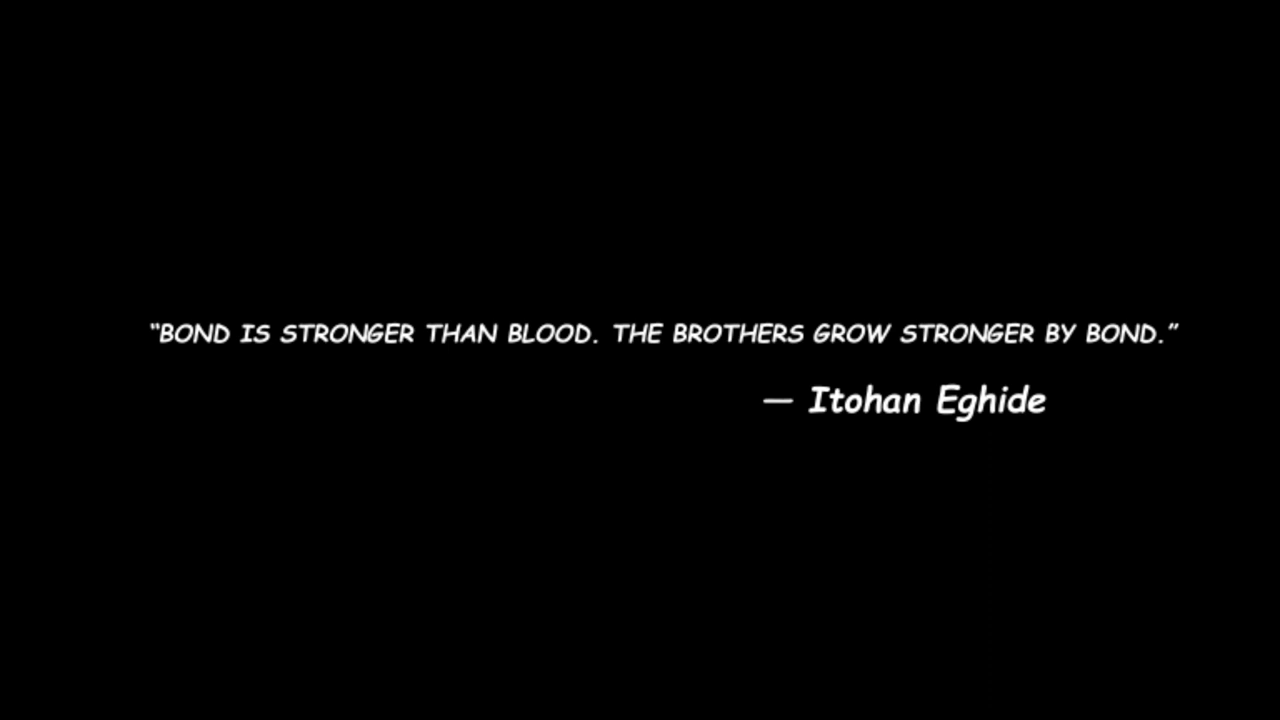 “BOND IS STRONGER THAN BLOOD. THE BROTHERS GROW STRONGER BY BOND.”
— Itohan Eghide